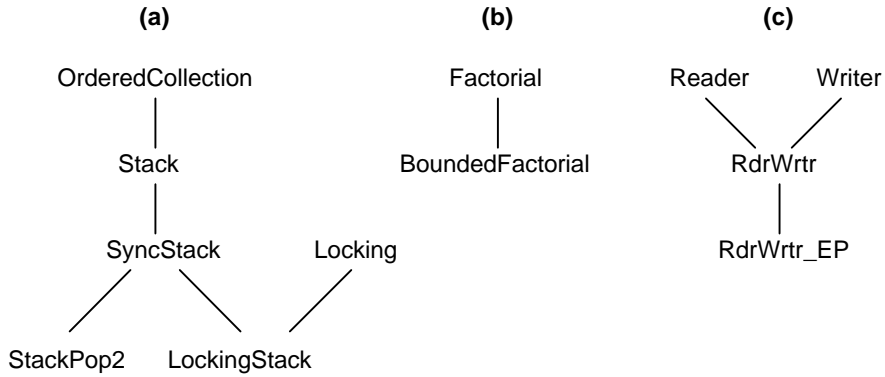 (a) (b) (c)
OrderedCollection Factorial Reader Writer
Stack BoundedFactorial RdrWrtr
SyncStack Locking RdrWrtr_EP
StackPop2 LockingStack